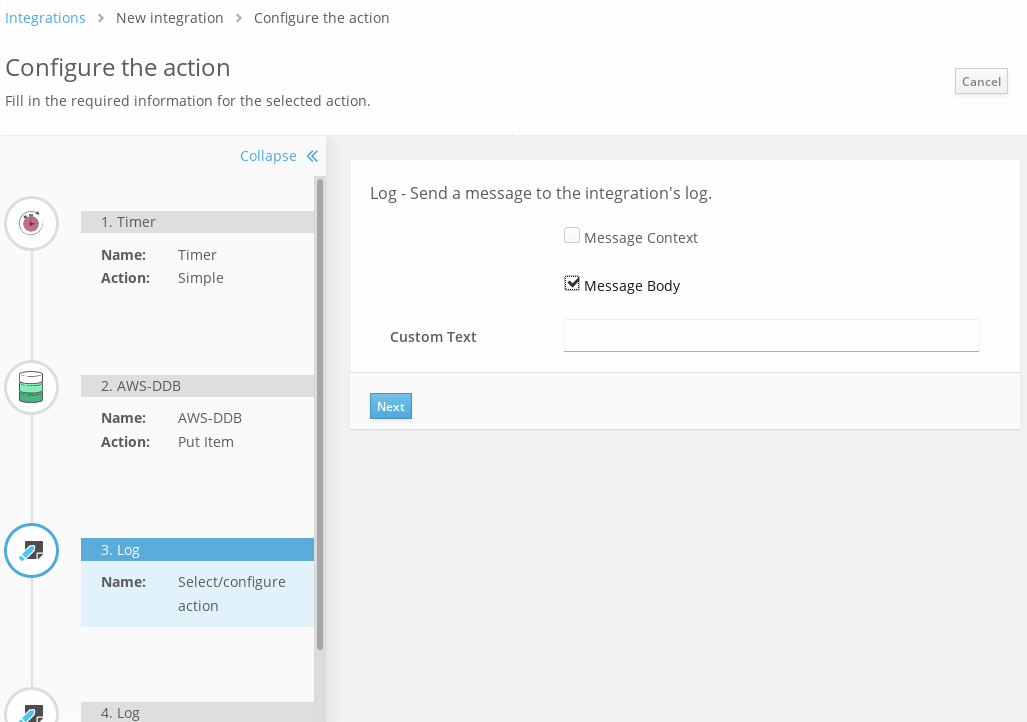 Integrations > New integration > Configure the action
Configure the action
Cancel
Fill in the required information for the selected action.
Collapse
1. Timer
Name: Timer
Action: Simple
2. AWS-DDB
Name: AWS-DDB
Action: Put Item
3. Log
Name: Select/configure
action
4. Log
Log - Send a message to the integration's log.
Message Context
Message Body
Custom Text
Next